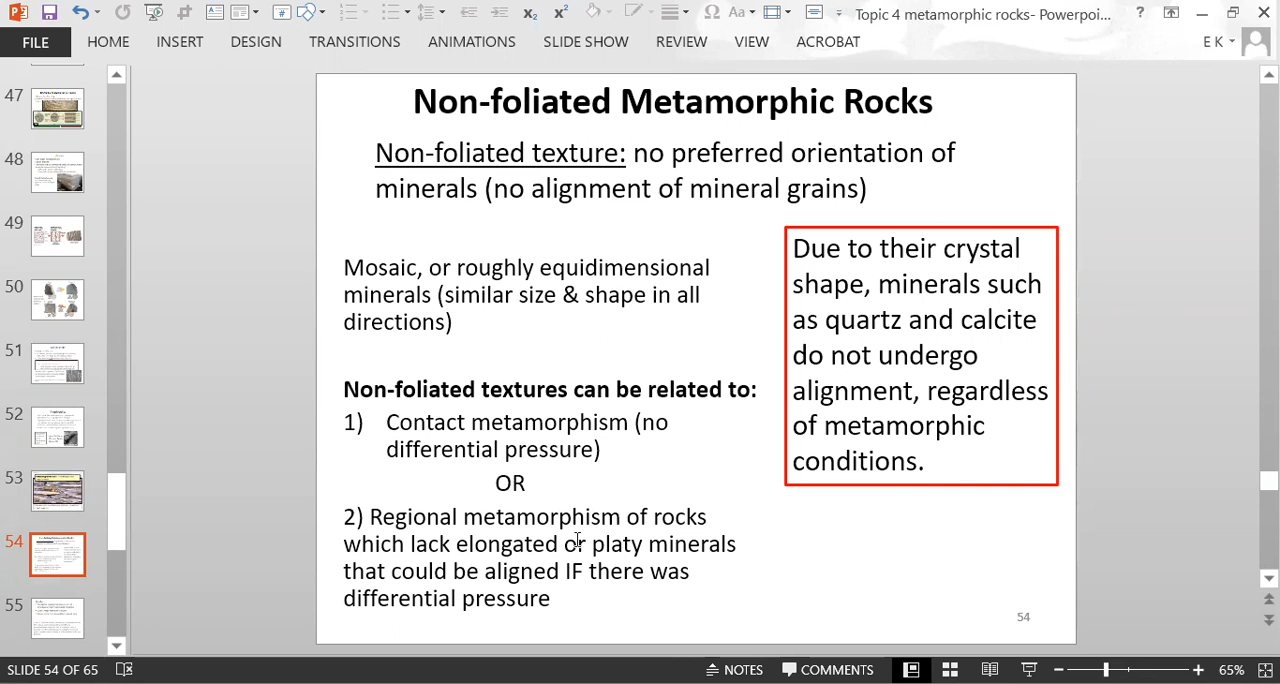 Topic 4 metamorphic rocks- Powerpoi...
FILE HOME INSERT DESIGN TRANSITIONS ANIMATIONS SLIDE SHOW REVIEW VIEW ACROBAT E K
47
48
49
50
51
52
53
54
55
Non-foliated Metamorphic Rocks
Non-foliated texture: no preferred orientation of
minerals (no alignment of mineral grains)
Mosaic, or roughly equidimensional
minerals (similar size & shape in all
directions)
Non-foliated textures can be related to:
1) Contact metamorphism (no
differential pressure)
OR
2) Regional metamorphism of rocks
which lack elongated or platy minerals
that could be aligned IF there was
differential pressure
Due to their crystal
shape, minerals such
as quartz and calcite
do not undergo
alignment, regardless
of metamorphic
conditions.
54
SLIDE 54 OF 65 NOTES COMMENTS 65%